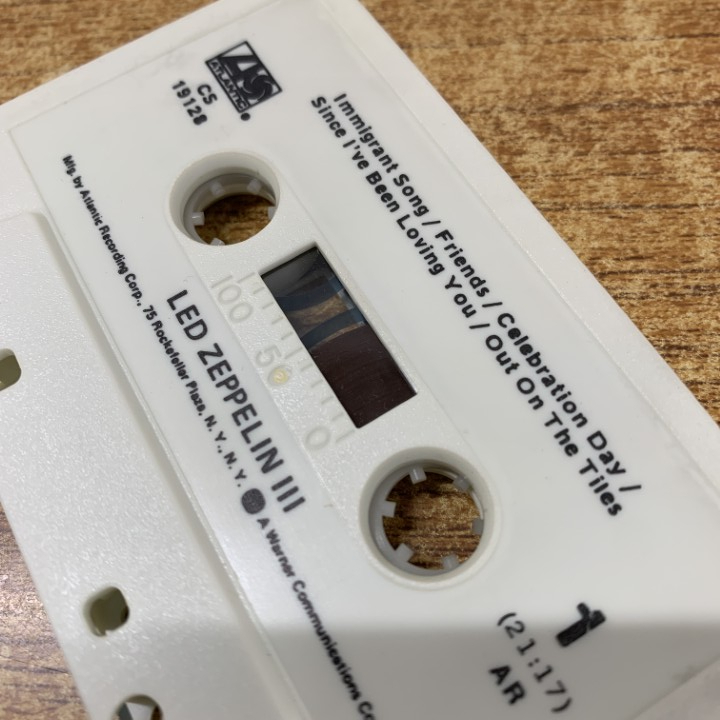 ATLANTIC®
CS
19128
Immigrant Song / Friends / Celebration Day /
Since I've Been Loving You / Out On The Tiles
100 50 0
LED ZEPPELIN III
Mfg. by Atlantic Recording Corp., 75 Rockefeller Plaza, N. Y., N. Y. A Warner Communications Co
1
(21:17)
AR